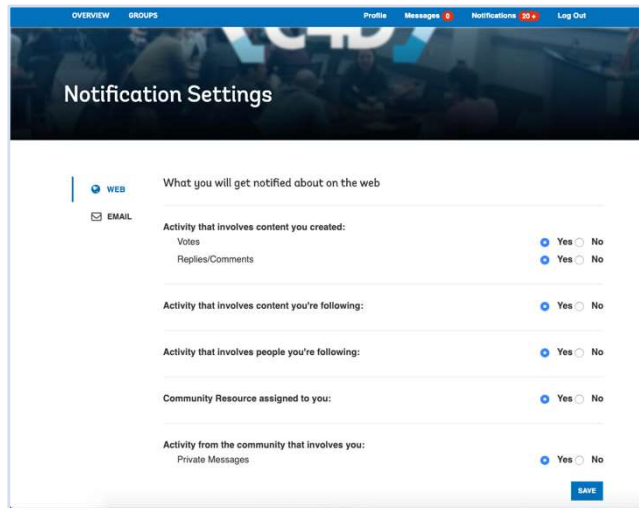 OVERVIEW GROUPS Profile Messages 0 Notifications 20+ Log Out
C4D
Notification Settings
WEB
EMAIL
What you will get notified about on the web
Activity that involves content you created:
Votes Yes No
Replies/Comments Yes No
Activity that involves content you're following: Yes No
Activity that involves people you're following: Yes No
Community Resource assigned to you: Yes No
Activity from the community that involves you:
Private Messages Yes No
SAVE